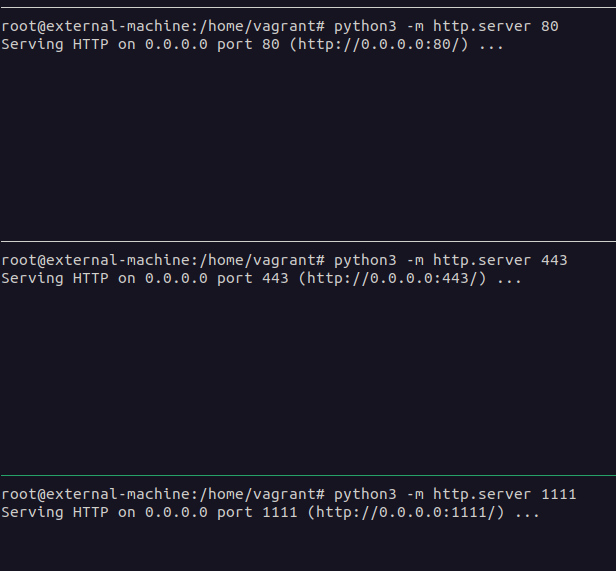 root@external-machine:/home/vagrant# python3 -m http.server 80
Serving HTTP on 0.0.0.0 port 80 (http://0.0.0.0:80/) ...
root@external-machine:/home/vagrant# python3 -m http.server 443
Serving HTTP on 0.0.0.0 port 443 (http://0.0.0.0:443/) ...
root@external-machine:/home/vagrant# python3 -m http.server 1111
Serving HTTP on 0.0.0.0 port 1111 (http://0.0.0.0:1111/) ...